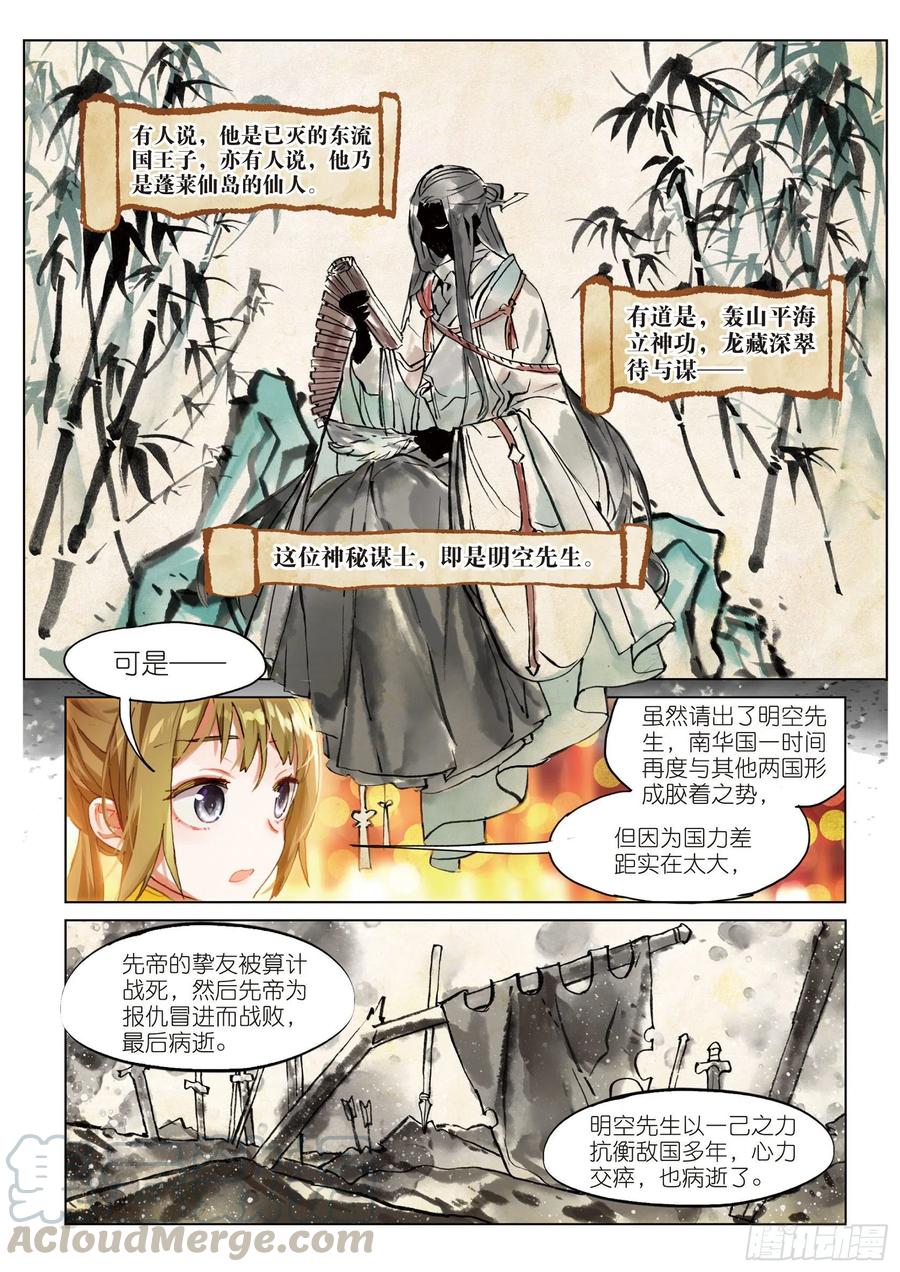 有人说，他是已灭的东流
国王子，亦有人说，他乃
是蓬莱仙岛的仙人。
有道是，轰山平海
立神功，龙藏深翠
待与谋——
这位神秘谋士，即是明空先生。
可是——
虽然请出了明空先
生，南华国一时间
再度与其他两国形
成胶着之势，
但因为国力差
距实在太大，
先帝的挚友被算计
战死，然后先帝为
报仇冒进而战败，
最后病逝。
明空先生以一己之力
抗衡敌国多年，心力
交瘁，也病逝了。
AcloudMerge.com
腾讯动漫